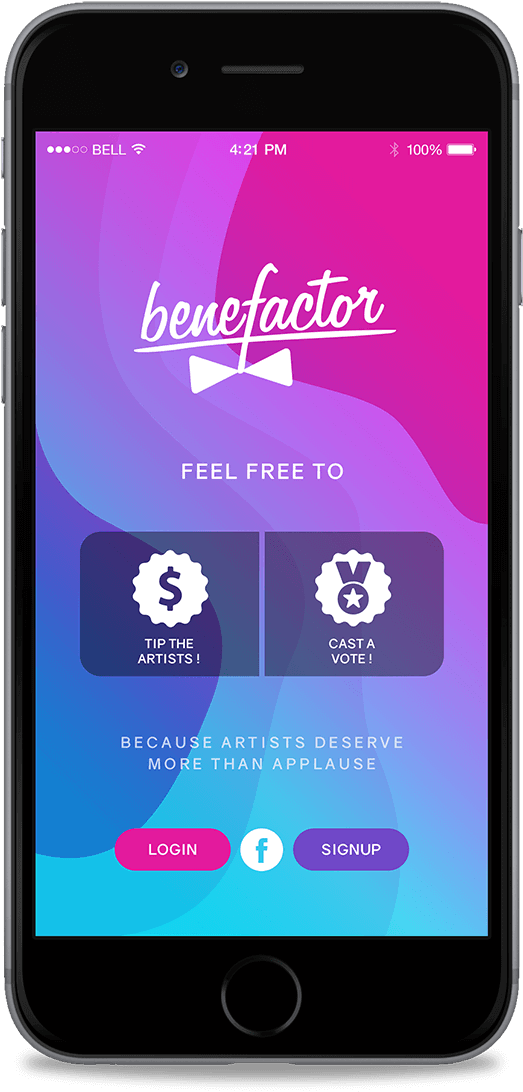 BELL 4:21 PM 100%
benefactor
FEEL FREE TO
$
TIP THE
ARTISTS !
CAST A
VOTE !
BECAUSE ARTISTS DESERVE
MORE THAN APPLAUSE
LOGIN f SIGNUP